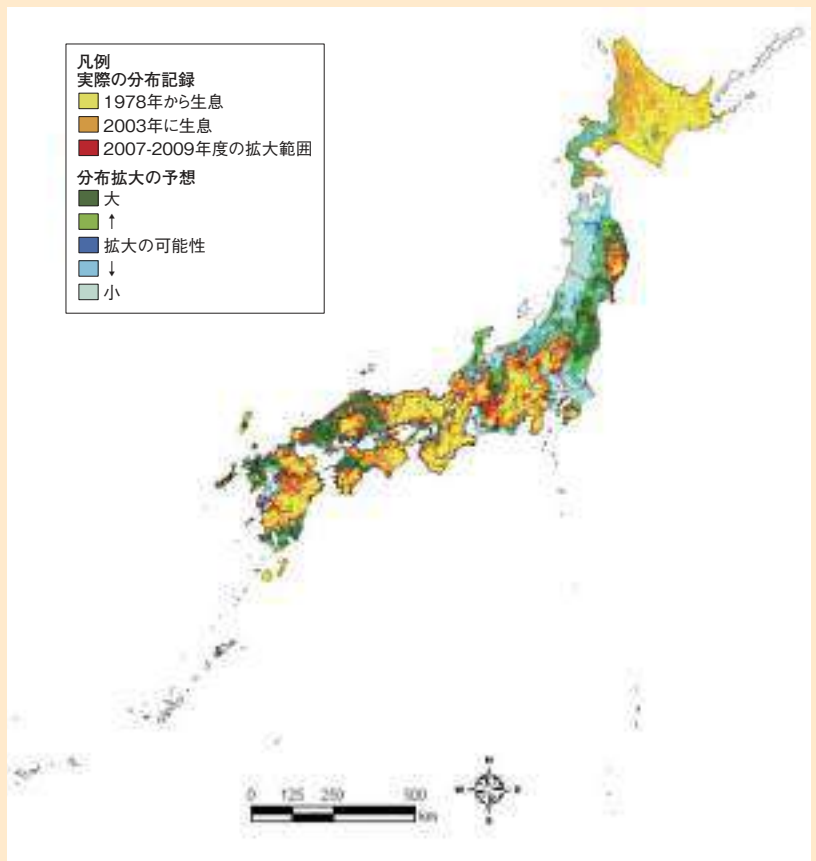 凡例
実際の分布記録
1978年から生息
2003年に生息
2007-2009年度の拡大範囲
分布拡大の予想
大
↑
拡大の可能性
↓
小
N
W E
S
0 125 250 500
km